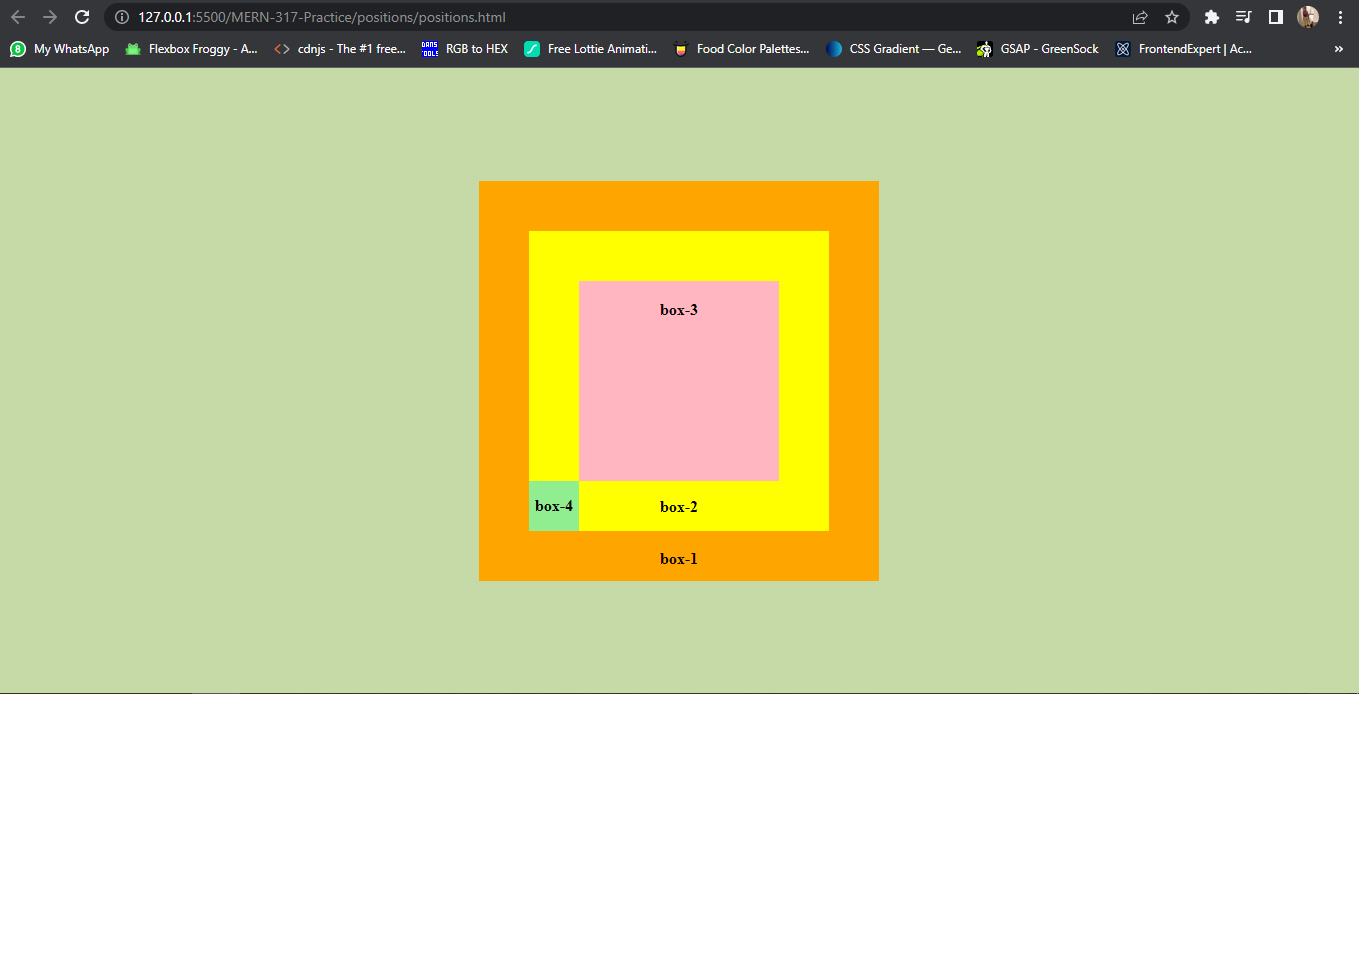 127.0.0.1:5500/MERN-317-Practice/positions/positions.html
My WhatsApp Flexbox Froggy - A... cdnjs - The #1 free... RGB to HEX Free Lottie Animati... Food Color Palettes... CSS Gradient — Ge... GSAP - GreenSock FrontendExpert | Ac... »
box-3
box-4 box-2
box-1